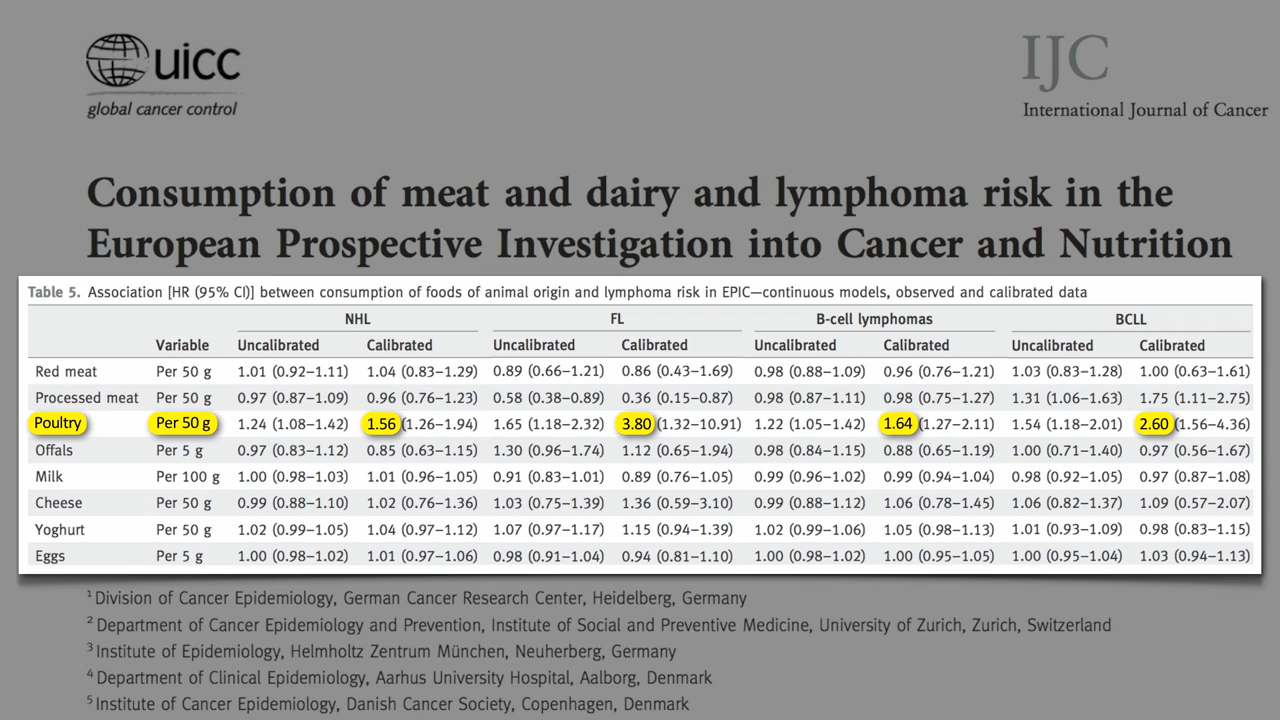 uicc
global cancer control
IJC
International Journal of Cancer
Consumption of meat and dairy and lymphoma risk in the
European Prospective Investigation into Cancer and Nutrition
Table 5. Association [HR (95% CI)] between consumption of foods of animal origin and lymphoma risk in EPIC—continuous models, observed and calibrated data
NHL FL B-cell lymphomas BCLL
Variable Uncalibrated Calibrated Uncalibrated Calibrated Uncalibrated Calibrated Uncalibrated Calibrated
Red meat Per 50 g 1.01 (0.92–1.11) 1.04 (0.83–1.29) 0.89 (0.66–1.21) 0.86 (0.43–1.69) 0.98 (0.88–1.09) 0.96 (0.76–1.21) 1.03 (0.83–1.28) 1.00 (0.63–1.61)
Processed meat Per 50 g 0.97 (0.87–1.09) 0.96 (0.76–1.23) 0.58 (0.38–0.89) 0.36 (0.15–0.87) 0.98 (0.87–1.11) 0.98 (0.75–1.27) 1.31 (1.06–1.63) 1.75 (1.11–2.75)
Poultry Per 50 g 1.24 (1.08–1.42) 1.56 (1.26–1.94) 1.65 (1.18–2.32) 3.80 (1.32–10.91) 1.22 (1.05–1.42) 1.64 (1.27–2.11) 1.54 (1.18–2.01) 2.60 (1.56–4.36)
Offals Per 5 g 0.97 (0.83–1.12) 0.85 (0.63–1.15) 1.30 (0.96–1.74) 1.12 (0.65–1.94) 0.98 (0.84–1.15) 0.88 (0.65–1.19) 1.00 (0.71–1.40) 0.97 (0.56–1.67)
Milk Per 100 g 1.00 (0.98–1.03) 1.01 (0.96–1.05) 0.91 (0.83–1.01) 0.89 (0.76–1.05) 0.99 (0.96–1.02) 0.99 (0.94–1.04) 0.98 (0.92–1.05) 0.97 (0.87–1.08)
Cheese Per 50 g 0.99 (0.88–1.10) 1.02 (0.76–1.36) 1.03 (0.75–1.39) 1.36 (0.59–3.10) 0.99 (0.88–1.12) 1.06 (0.78–1.45) 1.06 (0.82–1.37) 1.09 (0.57–2.07)
Yoghurt Per 50 g 1.02 (0.99–1.05) 1.04 (0.97–1.12) 1.07 (0.97–1.17) 1.15 (0.94–1.39) 1.02 (0.99–1.06) 1.05 (0.98–1.13) 1.01 (0.93–1.09) 0.98 (0.83–1.15)
Eggs Per 5 g 1.00 (0.98–1.02) 1.01 (0.97–1.06) 0.98 (0.91–1.04) 0.94 (0.81–1.10) 1.00 (0.98–1.02) 1.00 (0.95–1.05) 1.00 (0.95–1.04) 1.03 (0.94–1.13)
1 Division of Cancer Epidemiology, German Cancer Research Center, Heidelberg, Germany
2 Department of Cancer Epidemiology and Prevention, Institute of Social and Preventive Medicine, University of Zurich, Zurich, Switzerland
3 Institute of Epidemiology, Helmholtz Zentrum München, Neuherberg, Germany
4 Department of Clinical Epidemiology, Aarhus University Hospital, Aalborg, Denmark
5 Institute of Cancer Epidemiology, Danish Cancer Society, Copenhagen, Denmark